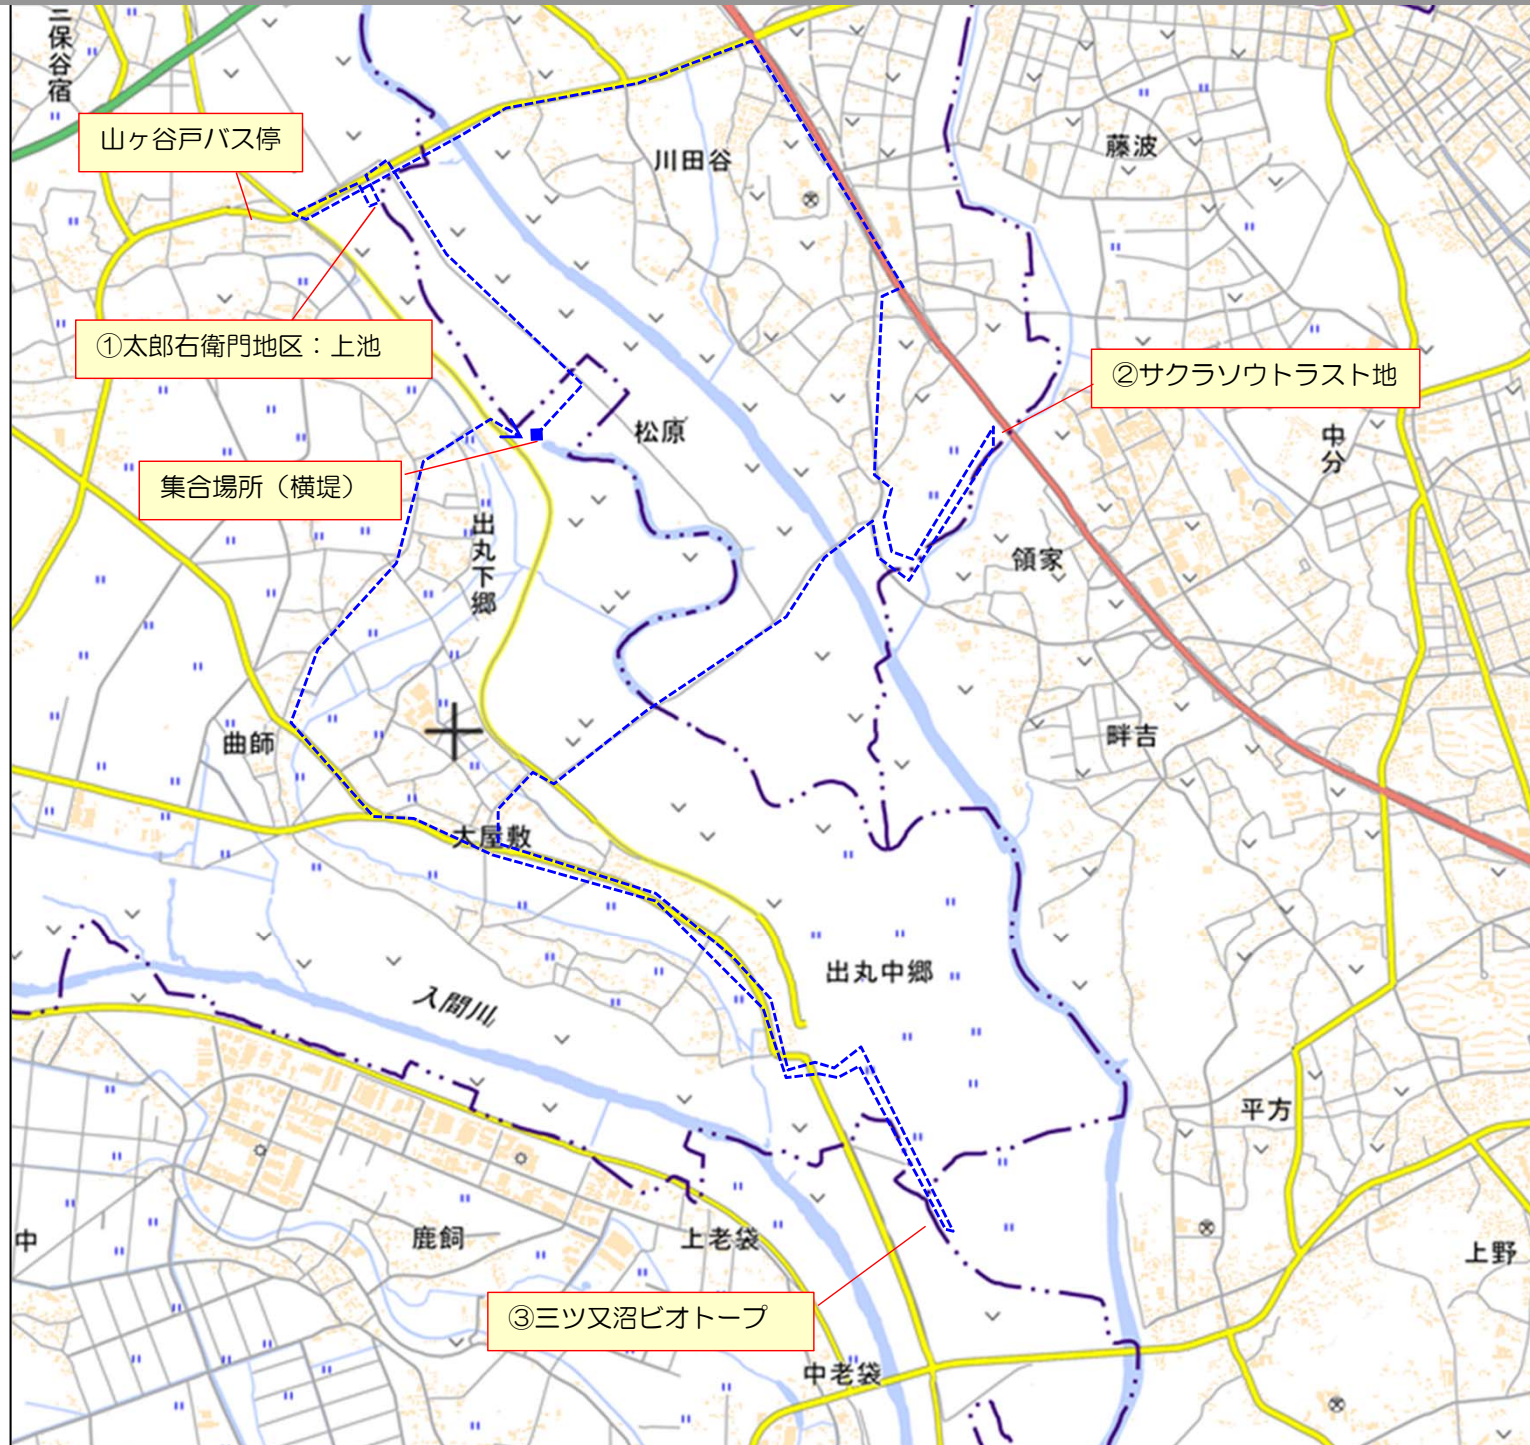 三保谷宿
山ヶ谷戸バス停
川田谷
藤波
①太郎右衛門地区：上池
②サクラソウトラスト地
松原
中分
集合場所（横堤）
出丸下郷
領家
曲師
畔吉
大屋敷
出丸中郷
入間川
平方
中
鹿飼
上老袋
上野
③三ツ又沼ビオトープ
中老袋